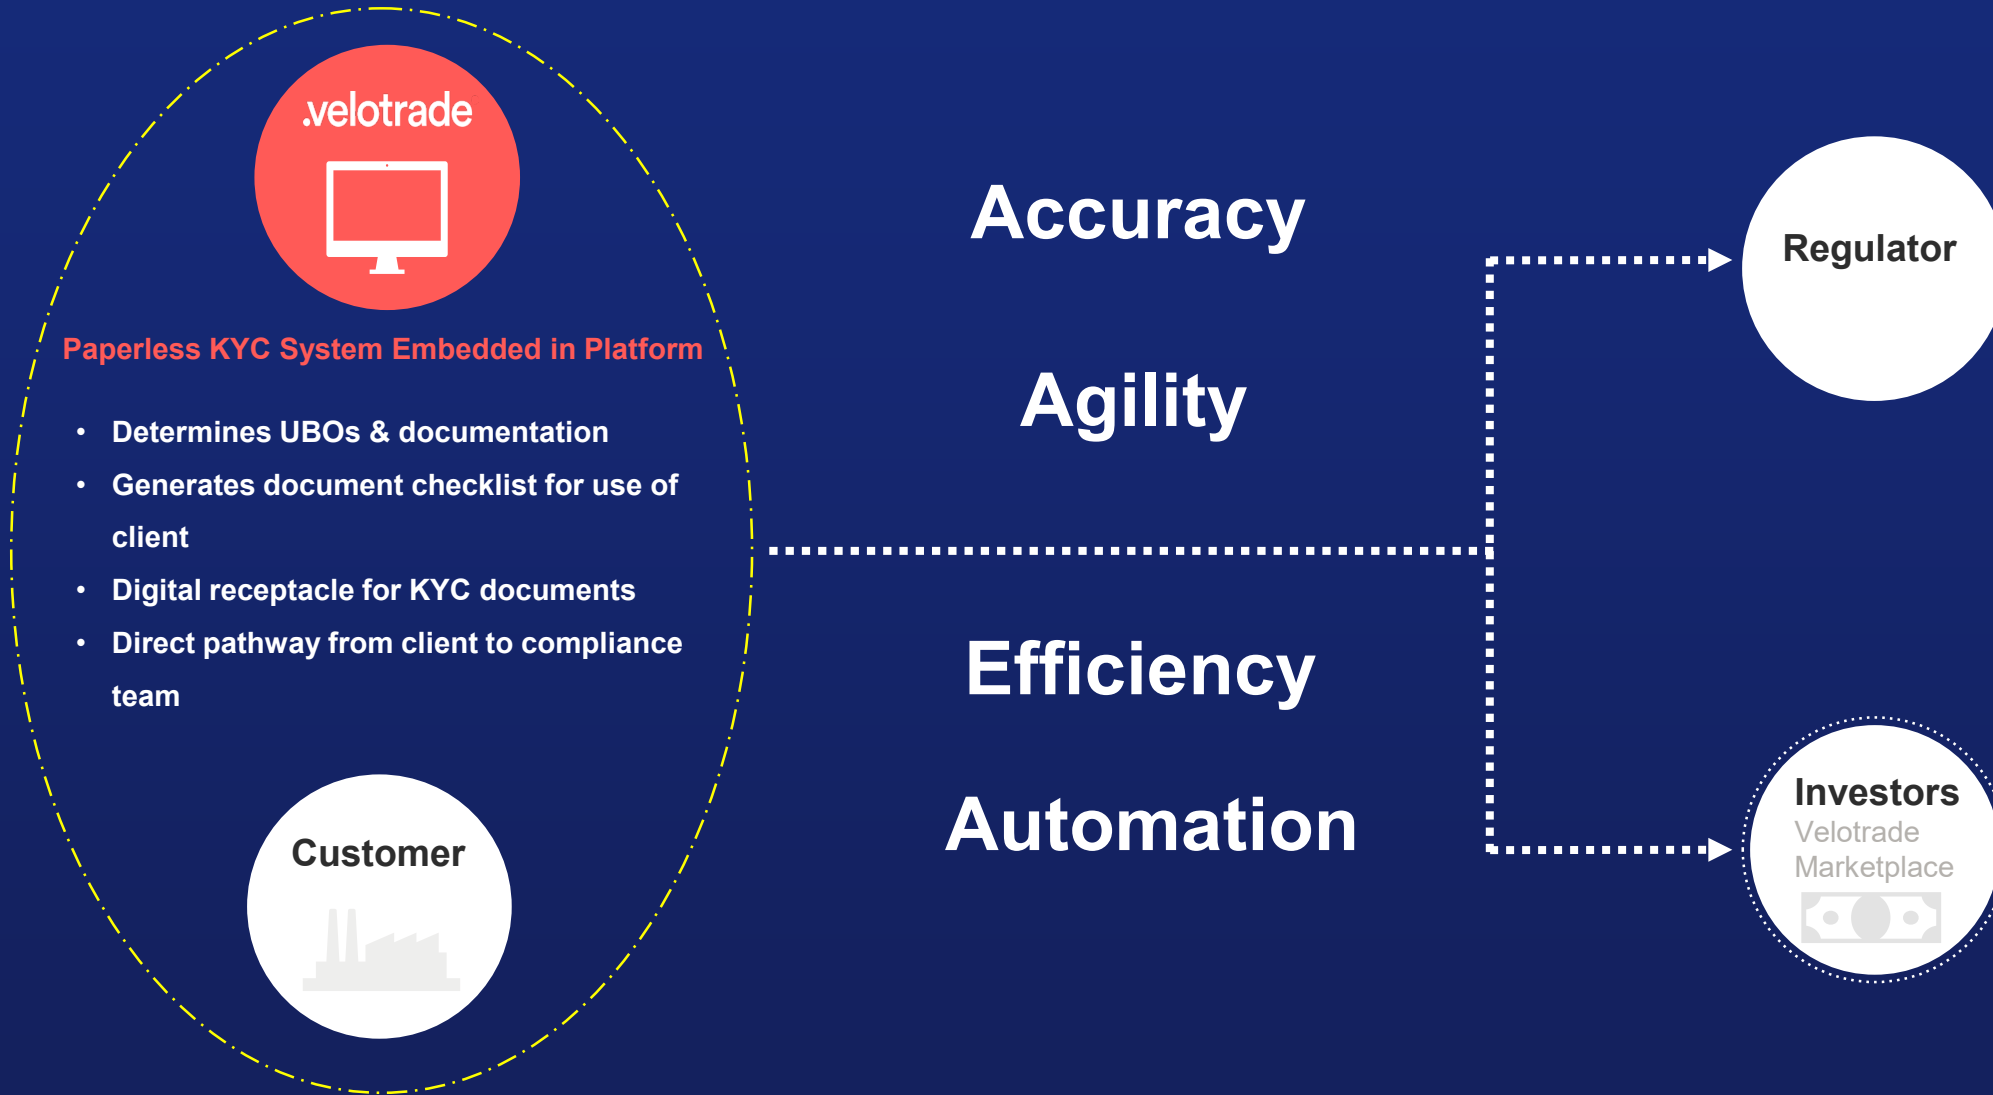 .velotrade
Paperless KYC System Embedded in Platform
• Determines UBOs & documentation
• Generates document checklist for use of
client
• Digital receptacle for KYC documents
• Direct pathway from client to compliance
team
Customer
Accuracy
Agility
Efficiency
Automation
Regulator
Investors
Velotrade
Marketplace